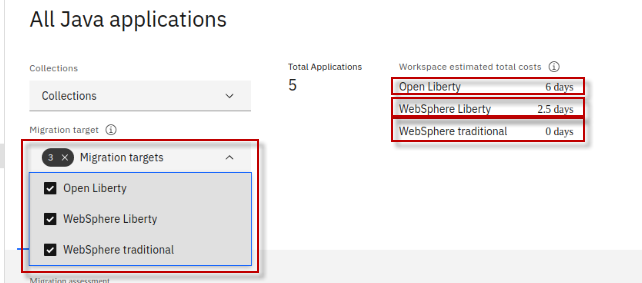 All Java applications
Collections
Collections
Migration target
3 × Migration targets
Open Liberty
WebSphere Liberty
WebSphere traditional
Total Applications
5
Workspace estimated total costs
Open Liberty 6 days
WebSphere Liberty 2.5 days
WebSphere traditional 0 days
Migration assessment